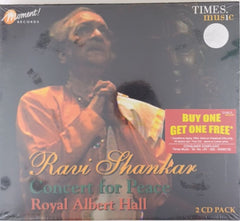 Moment!
RECORDS
TIMES
music
BUY ONE
GET ONE FREE*
Ravi Shankar
Concert for Peace
Royal Albert Hall
2 CD PACK